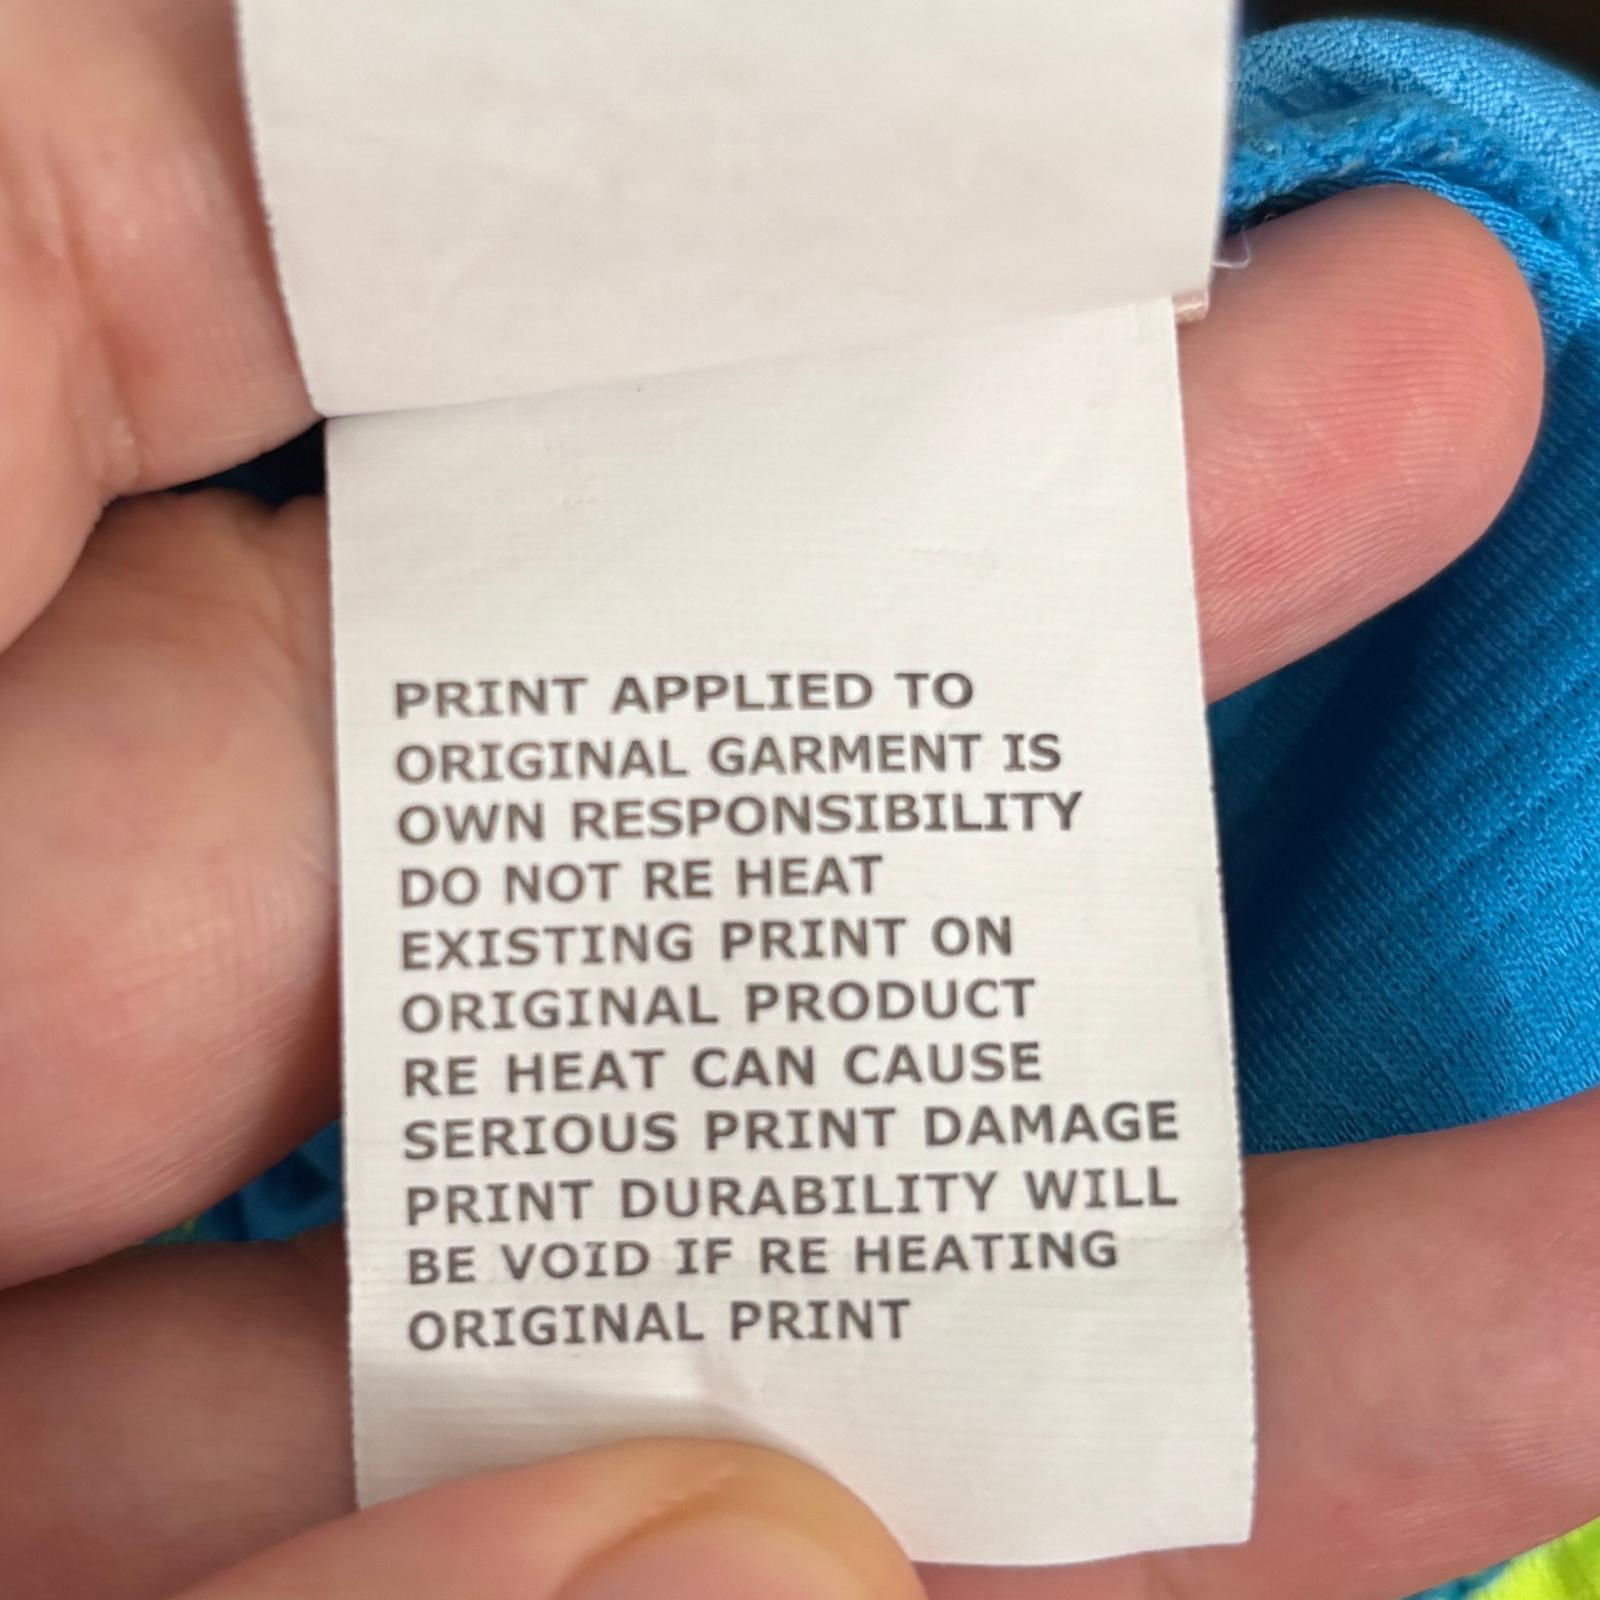 PRINT APPLIED TO
ORIGINAL GARMENT IS
OWN RESPONSIBILITY
DO NOT RE HEAT
EXISTING PRINT ON
ORIGINAL PRODUCT
RE HEAT CAN CAUSE
SERIOUS PRINT DAMAGE
PRINT DURABILITY WILL
BE VOID IF RE HEATING
ORIGINAL PRINT